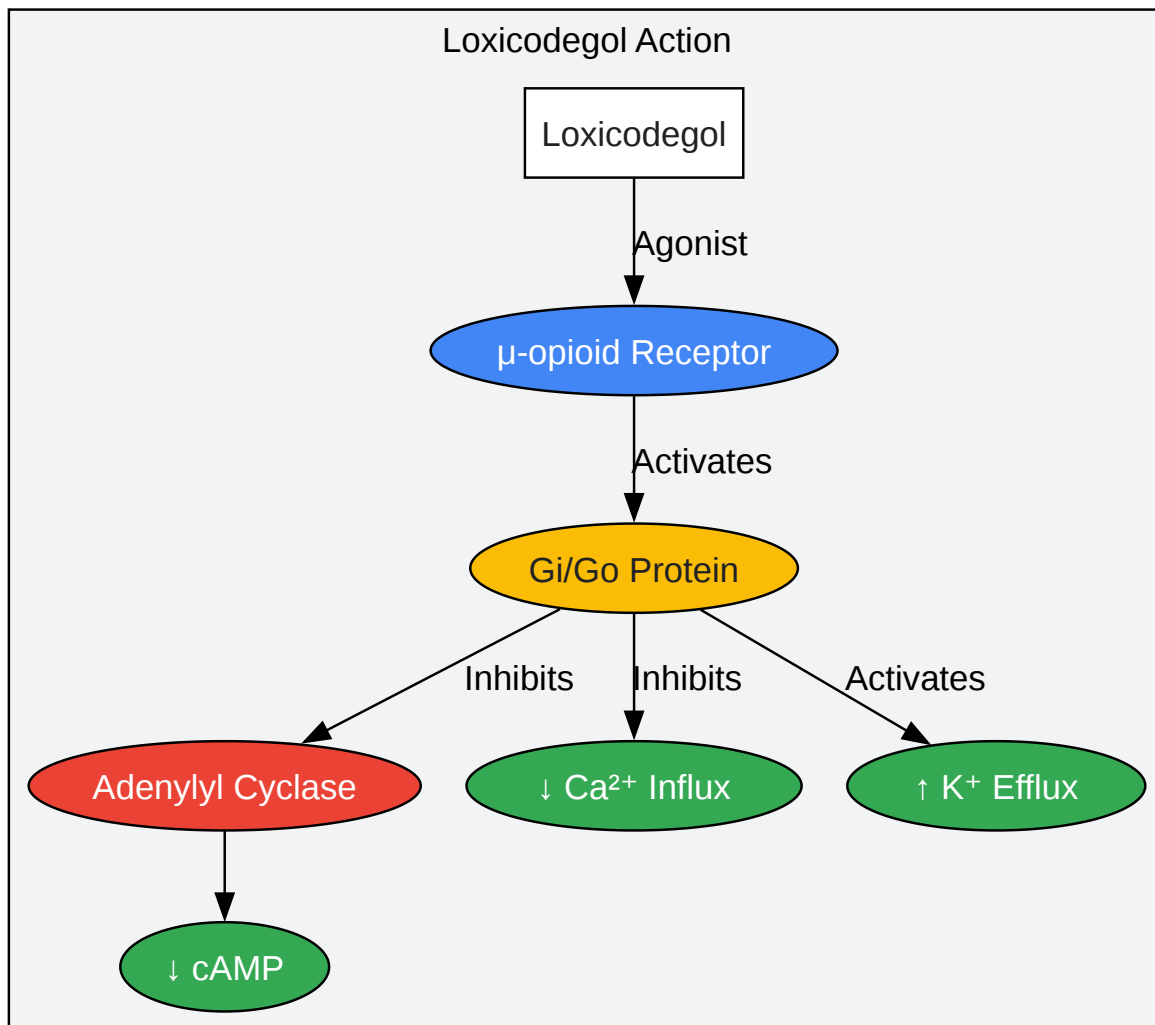 Loxicodegol Action
Loxicodegol
Agonist
μ-opioid Receptor
Activates
Gi/Go Protein
Inhibits
Inhibits
Activates
Adenylyl Cyclase
↓ Ca²⁺ Influx
↑ K⁺ Efflux
↓ cAMP